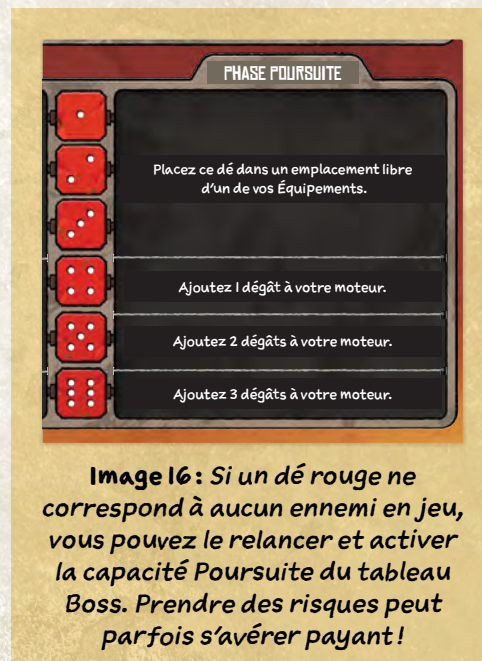 PHASE POURSUITE
Placez ce dé dans un emplacement libre
d'un de vos Équipements.
Ajoutez 1 dégât à votre moteur.
Ajoutez 2 dégâts à votre moteur.
Ajoutez 3 dégâts à votre moteur.
Image 16 : Si un dé rouge ne
correspond à aucun ennemi en jeu,
vous pouvez le relancer et activer
la capacité Poursuite du tableau
Boss. Prendre des risques peut
parfois s'avérer payant !